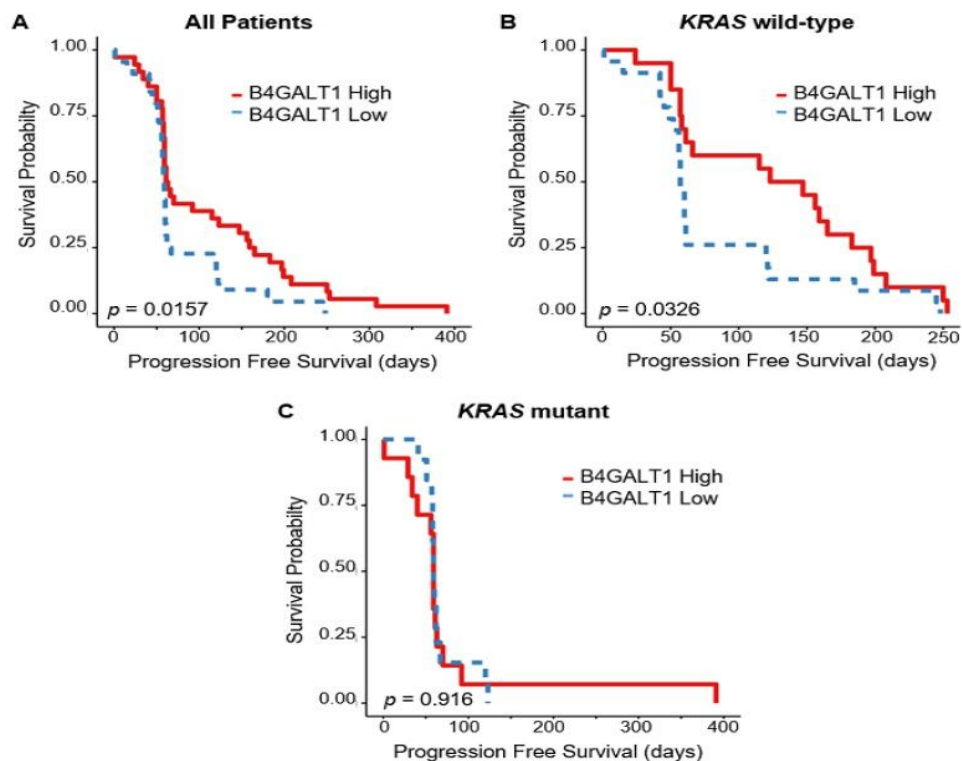 A All Patients
1.00
0.75
0.50
0.25
0.00
Survival Probabilty
B4GALT1 High
B4GALT1 Low
p = 0.0157
0 100 200 300 400
Progression Free Survival (days)
B KRAS wild-type
1.00
0.75
0.50
0.25
0.00
Survival Probabilty
B4GALT1 High
B4GALT1 Low
p = 0.0326
0 50 100 150 200 250
Progression Free Survival (days)
C KRAS mutant
1.00
0.75
0.50
0.25
0.00
Survival Probabilty
B4GALT1 High
B4GALT1 Low
p = 0.916
0 100 200 300 400
Progression Free Survival (days)